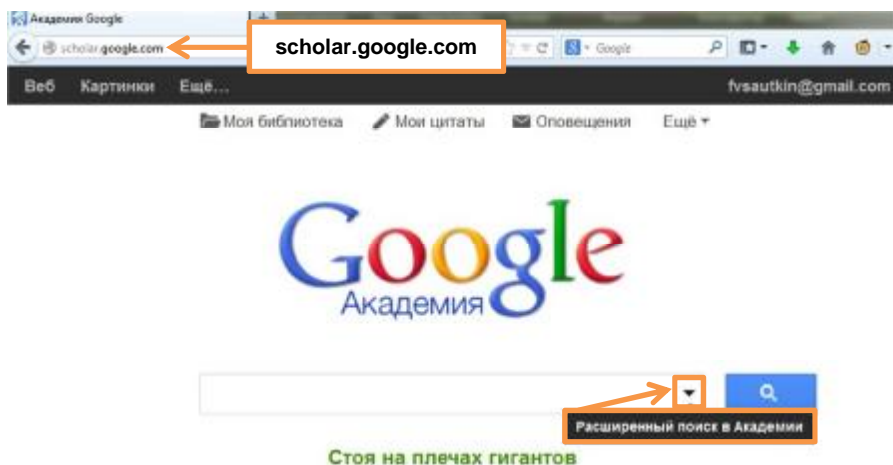 Академия Google
scholar.google.com
scholar.google.com
Google
Веб Картинки Ещё...
fvsautkin@gmail.com
Моя библиотека Мои цитаты Оповещения Ещё
Google
Академия
Расширенный поиск в Академии
Стоя на плечах гигантов